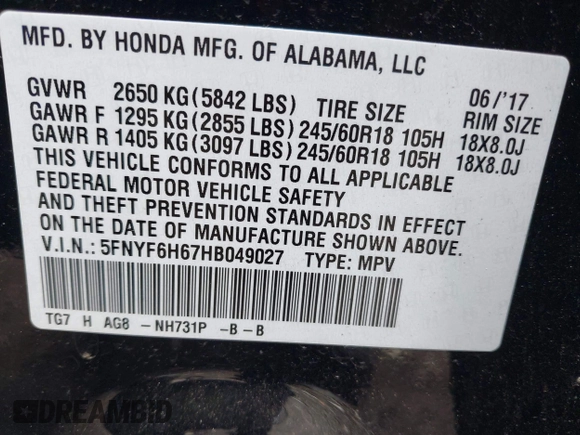 MFD. BY HONDA MFG. OF ALABAMA, LLC
06/'17
GVWR 2650 KG(5842 LBS) TIRE SIZE RIM SIZE
GAWR F 1295 KG(2855 LBS)245/60R18 105H 18X8.0J
GAWR R 1405 KG(3097 LBS)245/60R18 105H 18X8.0J
THIS VEHICLE CONFORMS TO ALL APPLICABLE
FEDERAL MOTOR VEHICLE SAFETY
AND THEFT PREVENTION STANDARDS IN EFFECT
ON THE DATE OF MANUFACTURE SHOWN ABOVE.
V.I.N.: 5FNYF6H67HB049027 TYPE: MPV
TG7 H AG8 -NH731P -B-B
DREAMBID